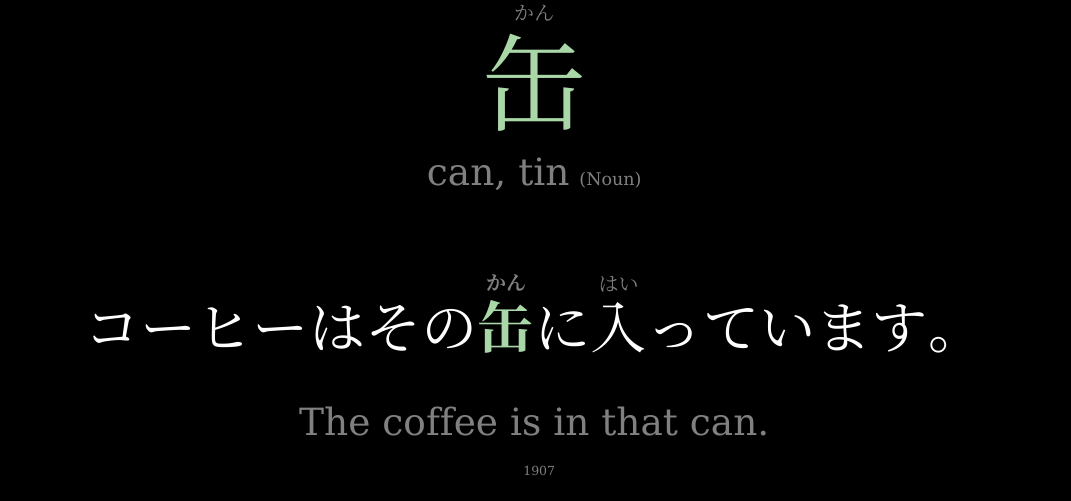 かん
缶
can, tin (Noun)
かん はい
コーヒーはその缶に入っています。
The coffee is in that can.
1907